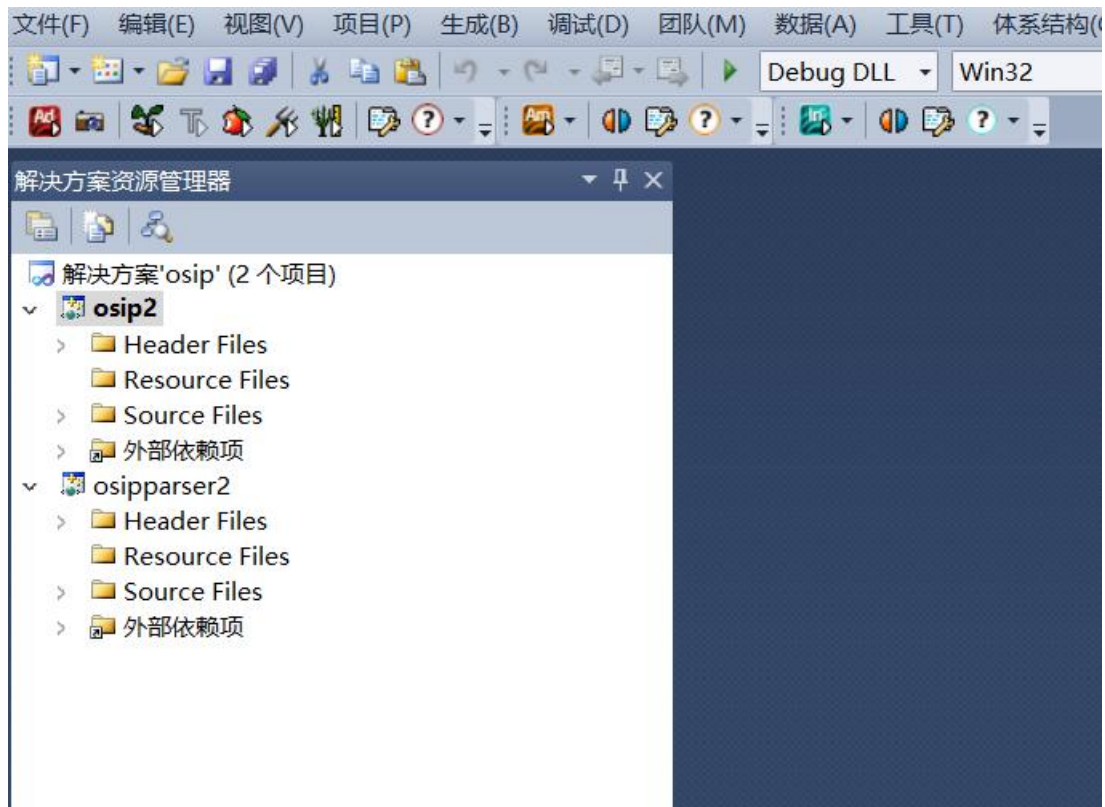 文件(F) 编辑(E) 视图(V) 项目(P) 生成(B) 调试(D) 团队(M) 数据(A) 工具(T) 体系结构(
Debug DLL Win32
Ad Am In
解决方案资源管理器
解决方案'osip' (2 个项目)
osip2
Header Files
Resource Files
Source Files
外部依赖项
osipparser2
Header Files
Resource Files
Source Files
外部依赖项